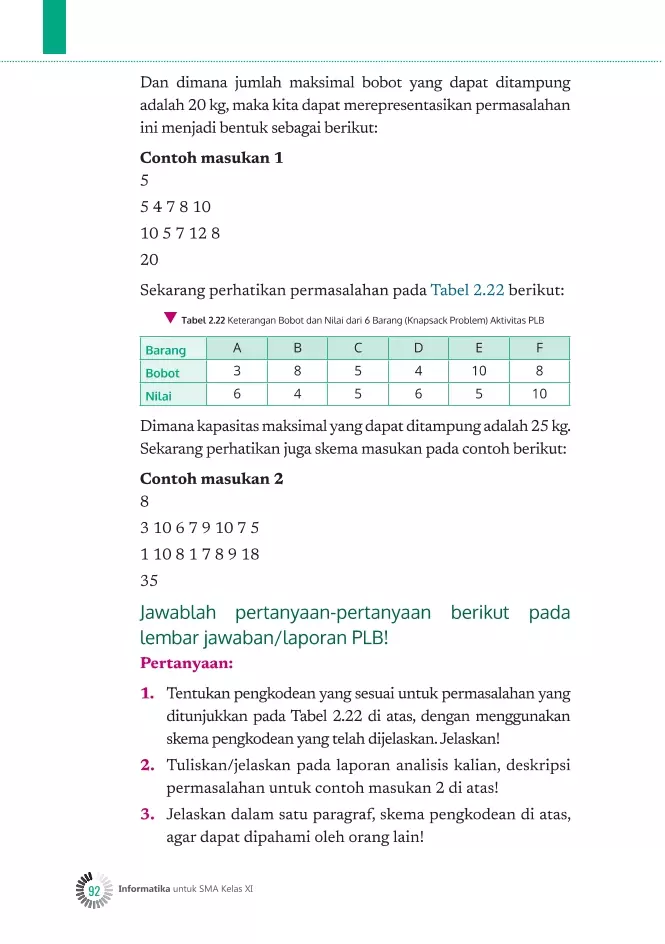 Dan dimana jumlah maksimal bobot yang dapat ditampung
adalah 20 kg, maka kita dapat merepresentasikan permasalahan
ini menjadi bentuk sebagai berikut:
Contoh masukan 1
5
5 4 7 8 10
10 5 7 12 8
20
Sekarang perhatikan permasalahan pada Tabel 2.22 berikut:
Tabel 2.22 Keterangan Bobot dan Nilai dari 6 Barang (Knapsack Problem) Aktivitas PLB
Barang A B C D E F
Bobot 3 8 5 4 10 8
Nilai 6 4 5 6 5 10
Dimana kapasitas maksimal yang dapat ditampung adalah 25 kg.
Sekarang perhatikan juga skema masukan pada contoh berikut:
Contoh masukan 2
8
3 10 6 7 9 10 7 5
1 10 8 1 7 8 9 18
35
Jawablah pertanyaan-pertanyaan berikut pada
lembar jawaban/laporan PLB!
Pertanyaan:
1. Tentukan pengkodean yang sesuai untuk permasalahan yang
ditunjukkan pada Tabel 2.22 di atas, dengan menggunakan
skema pengkodean yang telah dijelaskan. Jelaskan!
2. Tuliskan/jelaskan pada laporan analisis kalian, deskripsi
permasalahan untuk contoh masukan 2 di atas!
3. Jelaskan dalam satu paragraf, skema pengkodean di atas,
agar dapat dipahami oleh orang lain!
92 Informatika untuk SMA Kelas XI